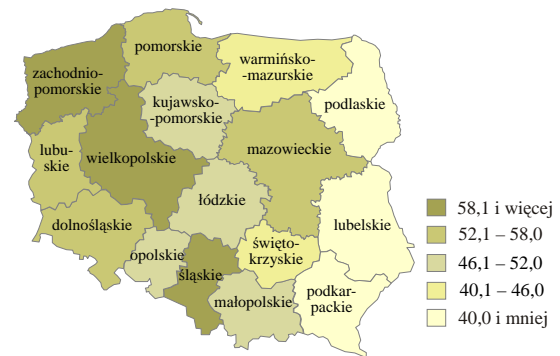 pomorskie
zachodnio-
pomorskie
warmińsko-
-mazurskie
kujawsko-
-pomorskie
podlaskie
lubu-
skie
wielkopolskie
mazowieckie
łódzkie
dolnośląskie
lubelskie
opolskie
śląskie
święto-
krzyskie
małopolskie
podkar-
packie
58,1 i więcej
52,1 – 58,0
46,1 – 52,0
40,1 – 46,0
40,0 i mniej